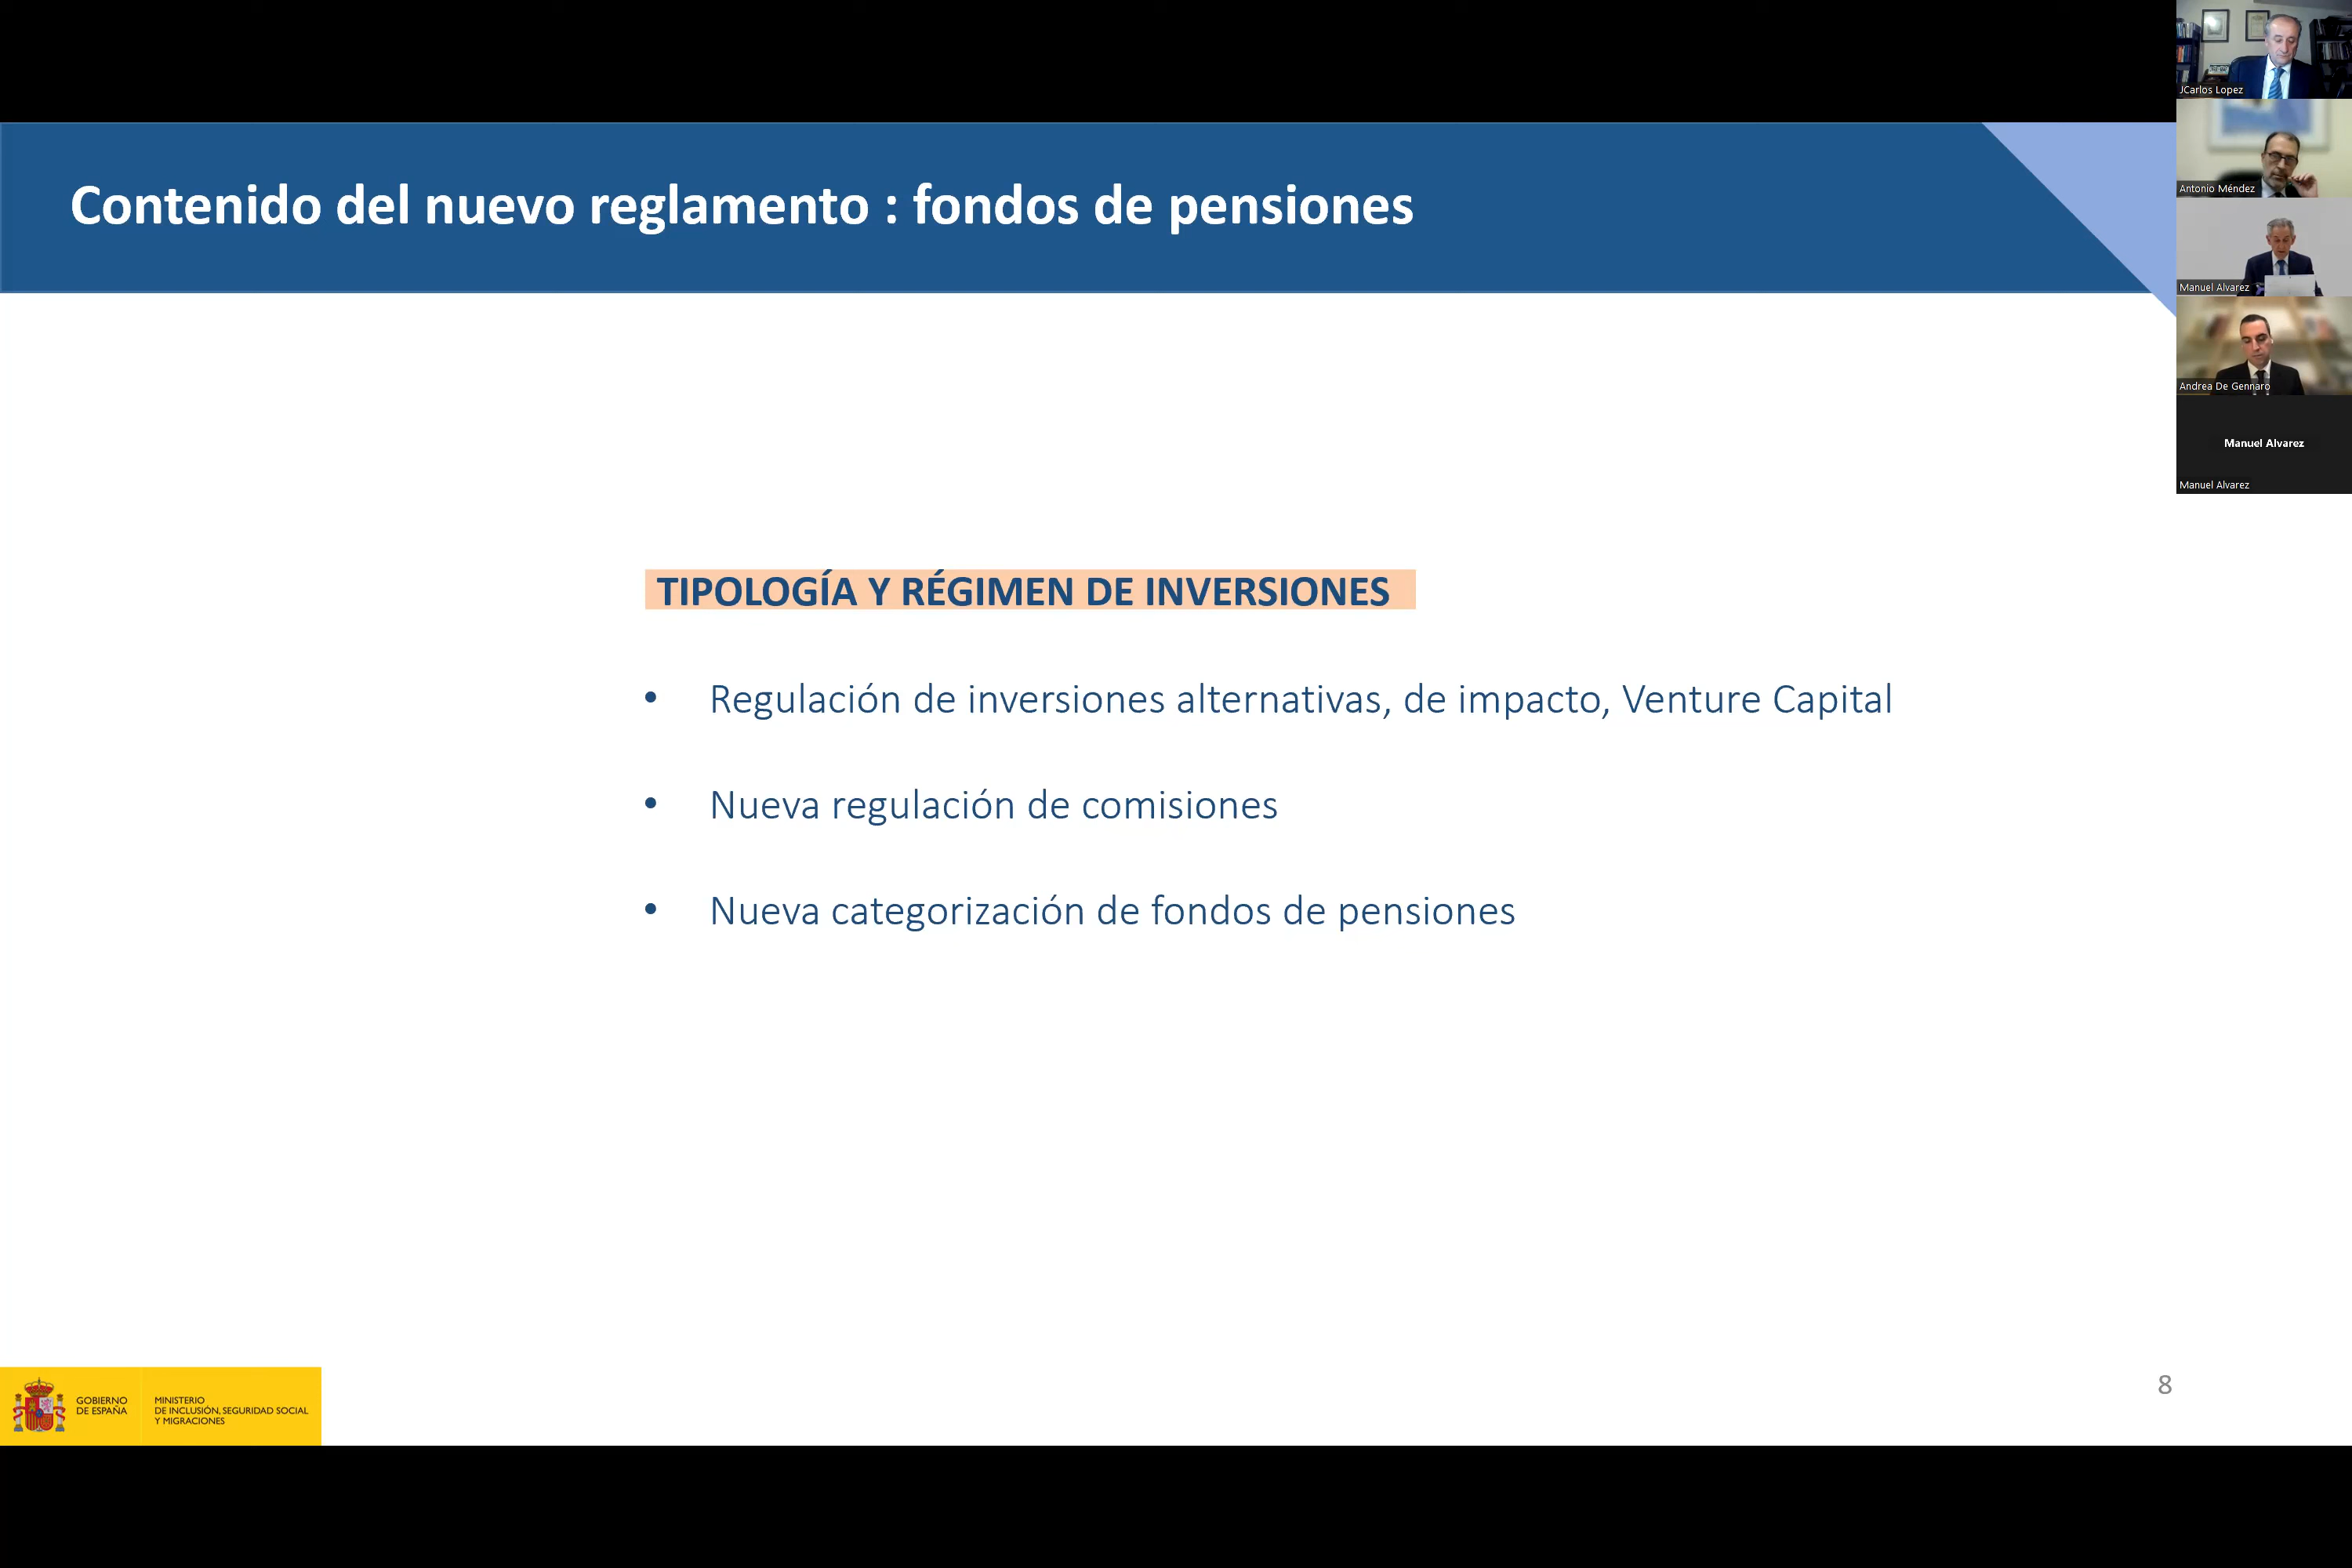 JCarlos Lopez
Antonio Méndez
Manuel Alvarez
Andrea De Gennaro
Manuel Alvarez
Manuel Alvarez
Contenido del nuevo reglamento : fondos de pensiones
TIPOLOGÍA Y RÉGIMEN DE INVERSIONES
• Regulación de inversiones alternativas, de impacto, Venture Capital
• Nueva regulación de comisiones
• Nueva categorización de fondos de pensiones
GOBIERNO
DE ESPAÑA
MINISTERIO
DE INCLUSIÓN, SEGURIDAD SOCIAL
Y MIGRACIONES
8